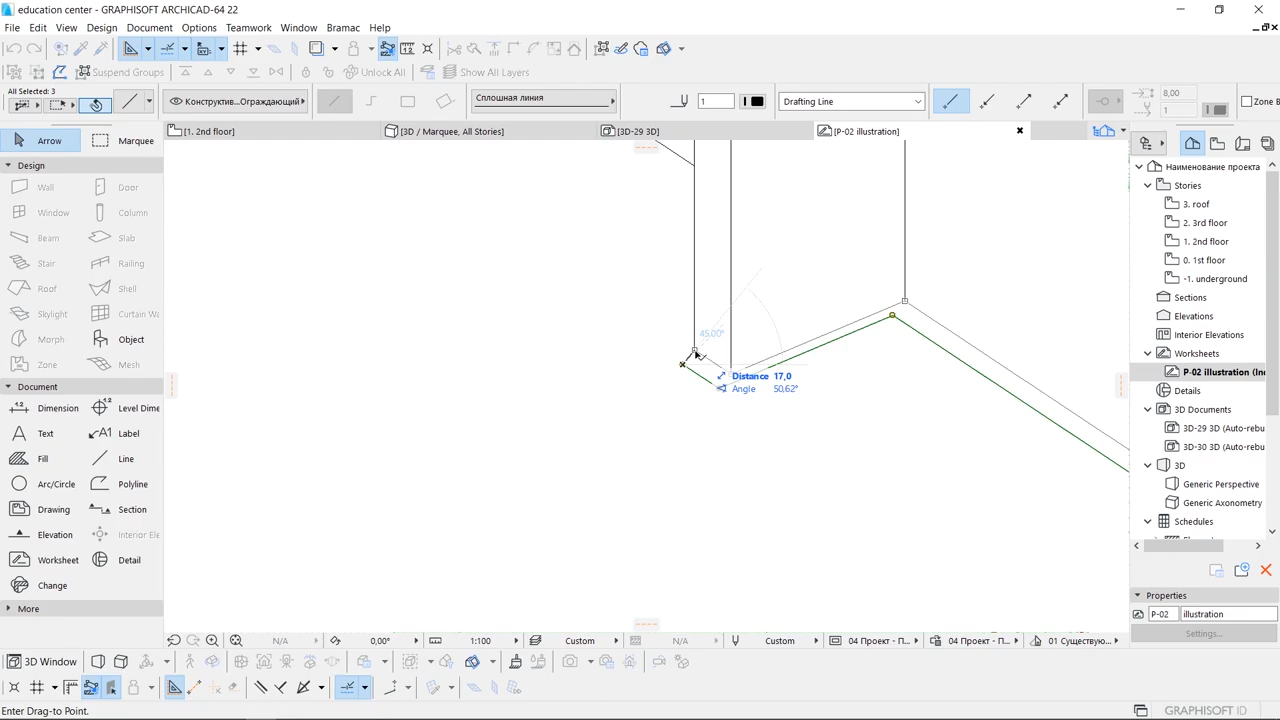 education center - GRAPHISOFT ARCHICAD-64 22
File Edit View Design Document Options Teamwork Window Bramac Help
Suspend Groups Unlock All Show All Layers
All Selected: 3
Конструктив...Ограждающий
Сплошная линия
1
Drafting Line
8,00
1
Zone B
Arrow Marquee
[1. 2nd floor] [3D / Marquee, All Stories] [3D-29 3D] [P-02 illustration]
Design
Wall Door
Window Column
Beam Slab
Stair Railing
Roof Shell
Skylight Curtain Wa
Morph Object
Zone Mesh
Document
Dimension Level Dime
Text A1 Label
Fill Line
Arc/Circle Polyline
Drawing Section
Elevation Interior Ele
Worksheet Detail
Change
More
45,00°
Distance 17,0
Angle 50,62°
Наименование проекта
Stories
3. roof
2. 3rd floor
1. 2nd floor
0. 1st floor
-1. underground
Sections
Elevations
Interior Elevations
Worksheets
P-02 illustration (In
Details
3D Documents
3D-29 3D (Auto-rebu
3D-30 3D (Auto-rebu
3D
Generic Perspective
Generic Axonometry
Schedules
Properties
P-02 illustration
Settings...
N/A 0,00° 1:100 Custom N/A Custom 04 Проект - П... 04 Проект - П... 01 Существую...
3D Window
Enter Drag-to Point.
GRAPHISOFT ID